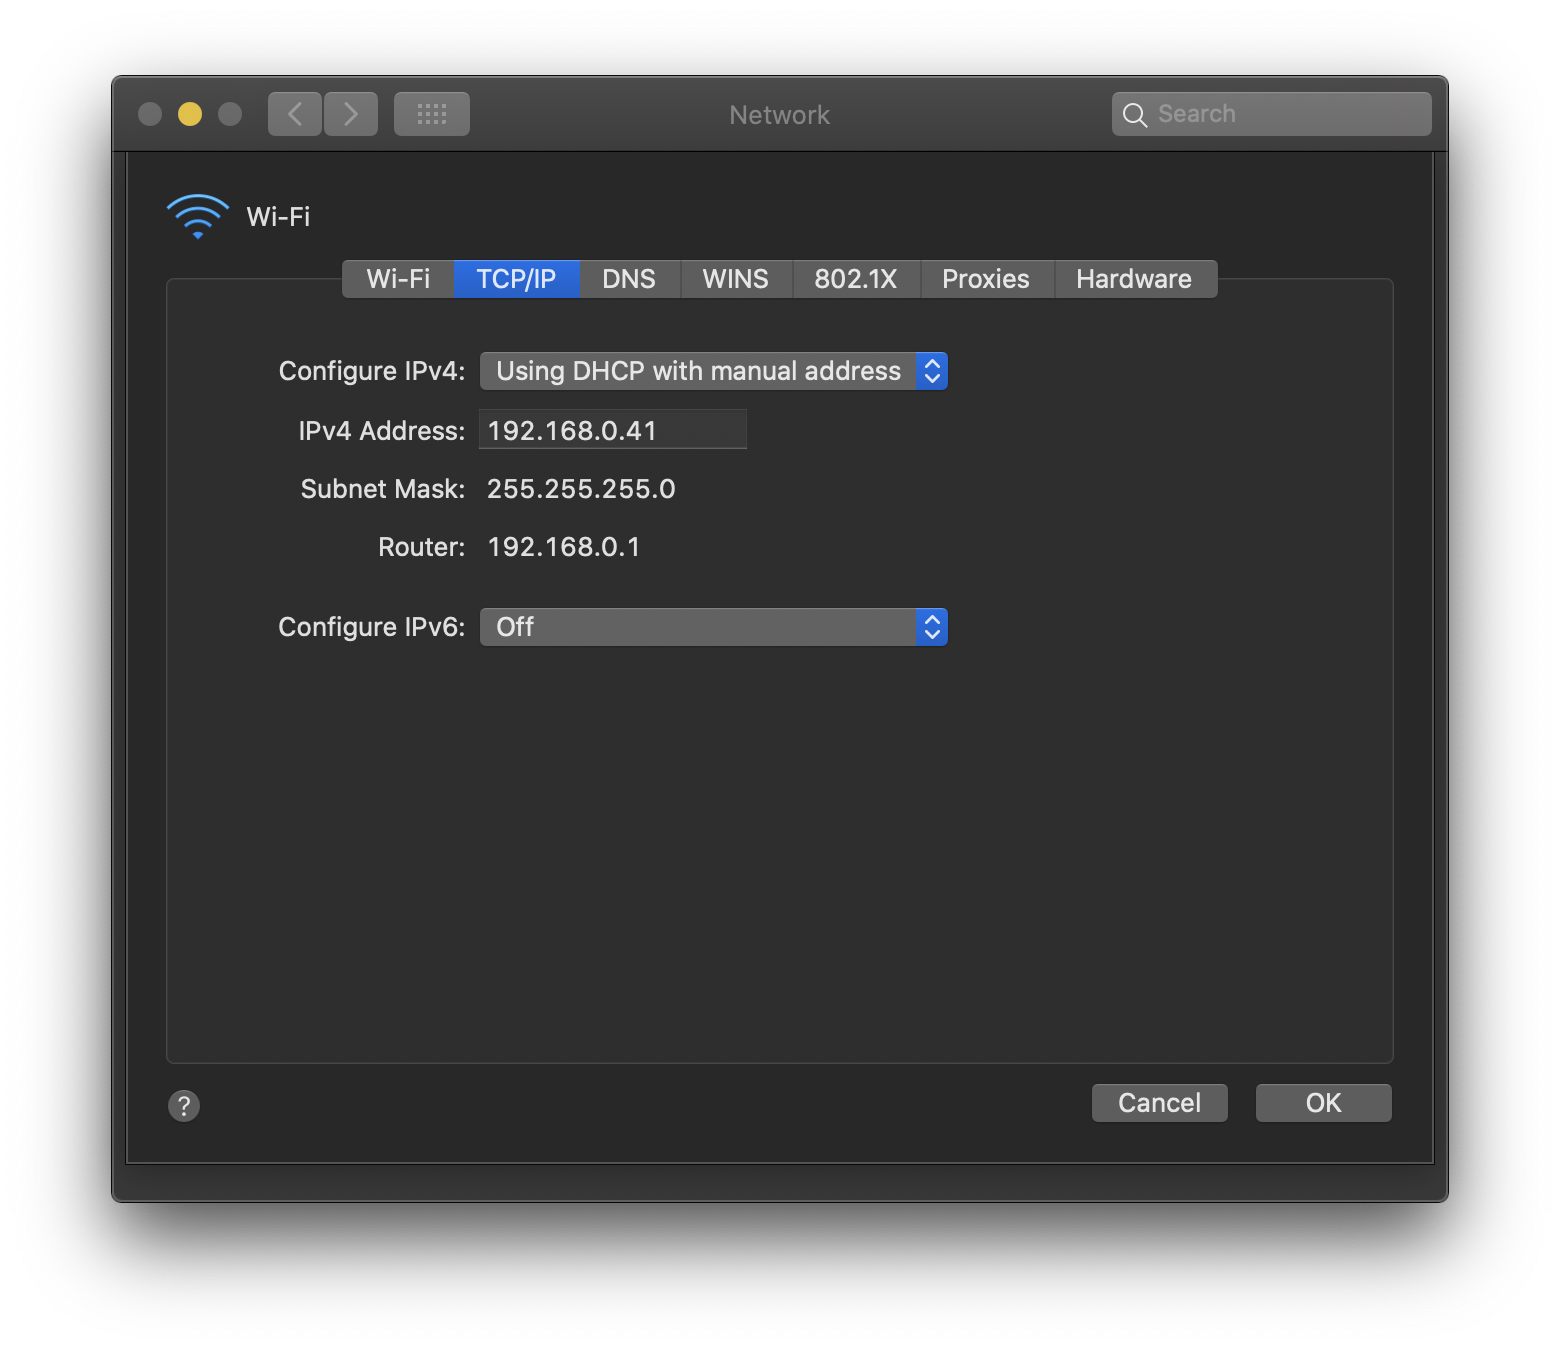 Network
Search
Wi-Fi
Wi-Fi TCP/IP DNS WINS 802.1X Proxies Hardware
Configure IPv4: Using DHCP with manual address
IPv4 Address: 192.168.0.41
Subnet Mask: 255.255.255.0
Router: 192.168.0.1
Configure IPv6: Off
? Cancel OK